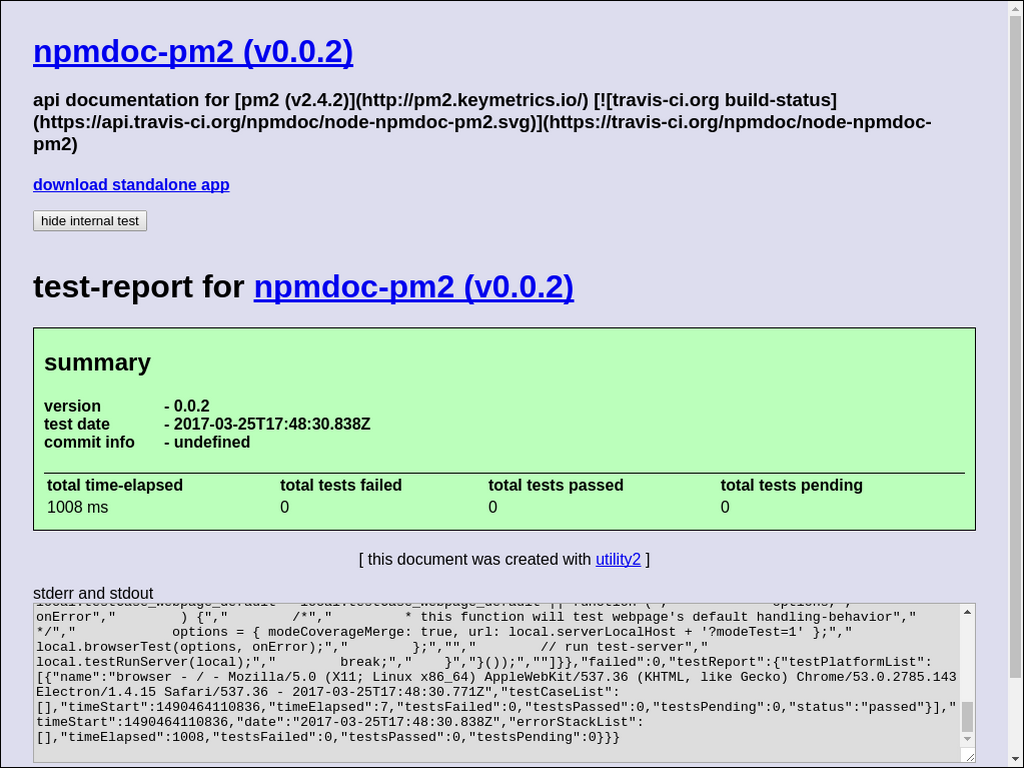 npmdoc-pm2 (v0.0.2)
api documentation for [pm2 (v2.4.2)](http://pm2.keymetrics.io/) [![travis-ci.org build-status]
(https://api.travis-ci.org/npmdoc/node-npmdoc-pm2.svg)](https://travis-ci.org/npmdoc/node-npmdoc-
pm2)
download standalone app
hide internal test
test-report for npmdoc-pm2 (v0.0.2)
summary
version - 0.0.2
test date - 2017-03-25T17:48:30.838Z
commit info - undefined
total time-elapsed total tests failed total tests passed total tests pending
1008 ms 0 0 0
[ this document was created with utility2 ]
stderr and stdout
onError","        ) {","        /*","         * this function will test webpage's default handling-behavior","
*/","            options = { modeCoverageMerge: true, url: local.serverLocalHost + '?modeTest=1' };","
local.browserTest(options, onError);","        };","","        // run test-server","
local.testRunServer(local);","        break;","    }","}());",""]}},"failed":0,"testReport":{"testPlatformList":
[{"name":"browser - / - Mozilla/5.0 (X11; Linux x86_64) AppleWebKit/537.36 (KHTML, like Gecko) Chrome/53.0.2785.143
Electron/1.4.15 Safari/537.36 - 2017-03-25T17:48:30.771Z","testCaseList":
[],"timeStart":1490464110836,"timeElapsed":7,"testsFailed":0,"testsPassed":0,"testsPending":0,"status":"passed"}],"
timeStart":1490464110836,"date":"2017-03-25T17:48:30.838Z","errorStackList":
[],"timeElapsed":1008,"testsFailed":0,"testsPassed":0,"testsPending":0}}}